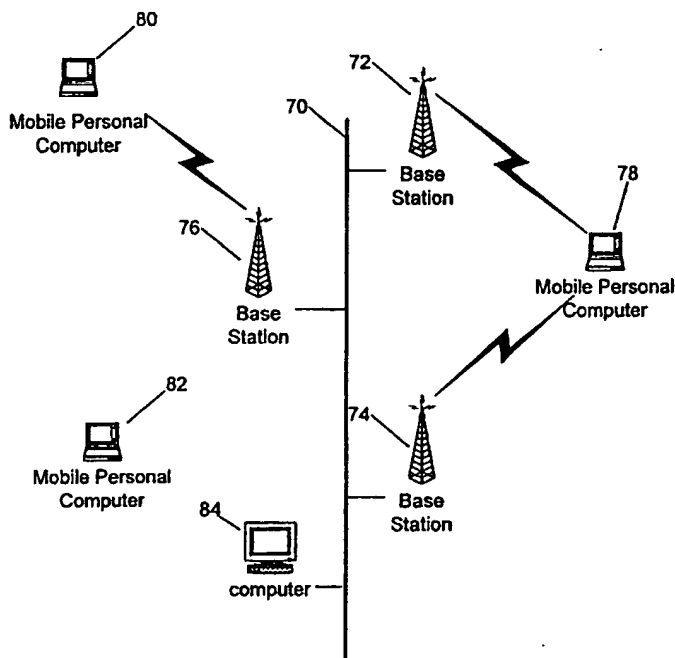 80
Mobile Personal
Computer
72
70
Base
Station
78
Mobile Personal
Computer
76
Base
Station
82
Mobile Personal
Computer
74
Base
Station
84
computer